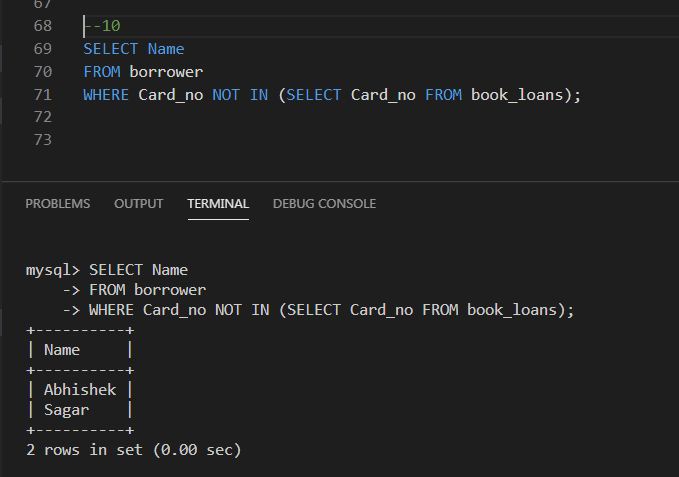 67
68 --10
69 SELECT Name
70 FROM borrower
71 WHERE Card_no NOT IN (SELECT Card_no FROM book_loans);
72
73
PROBLEMS OUTPUT TERMINAL DEBUG CONSOLE
mysql> SELECT Name
    -> FROM borrower
    -> WHERE Card_no NOT IN (SELECT Card_no FROM book_loans);
+----------+
| Name     |
+----------+
| Abhishek |
| Sagar    |
+----------+
2 rows in set (0.00 sec)